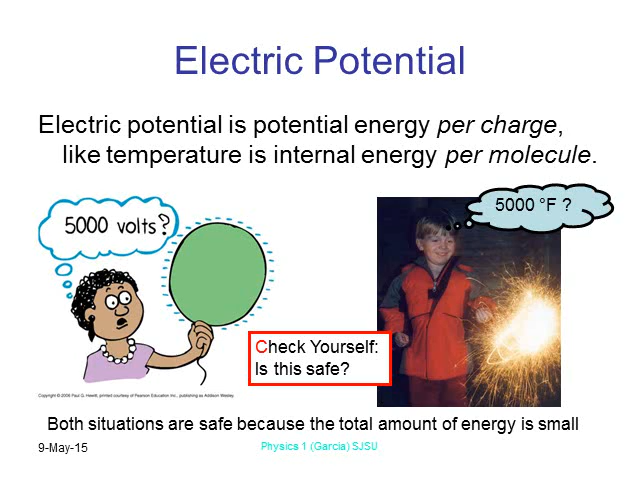 Electric Potential
Electric potential is potential energy per charge,
like temperature is internal energy per molecule.
5000 volts?
5000 °F ?
Check Yourself:
Is this safe?
Copyright © 2006 Paul G. Hewitt, printed courtesy of Pearson Education Inc., publishing as Addison Wesley.
Both situations are safe because the total amount of energy is small
9-May-15
Physics 1 (Garcia) SJSU